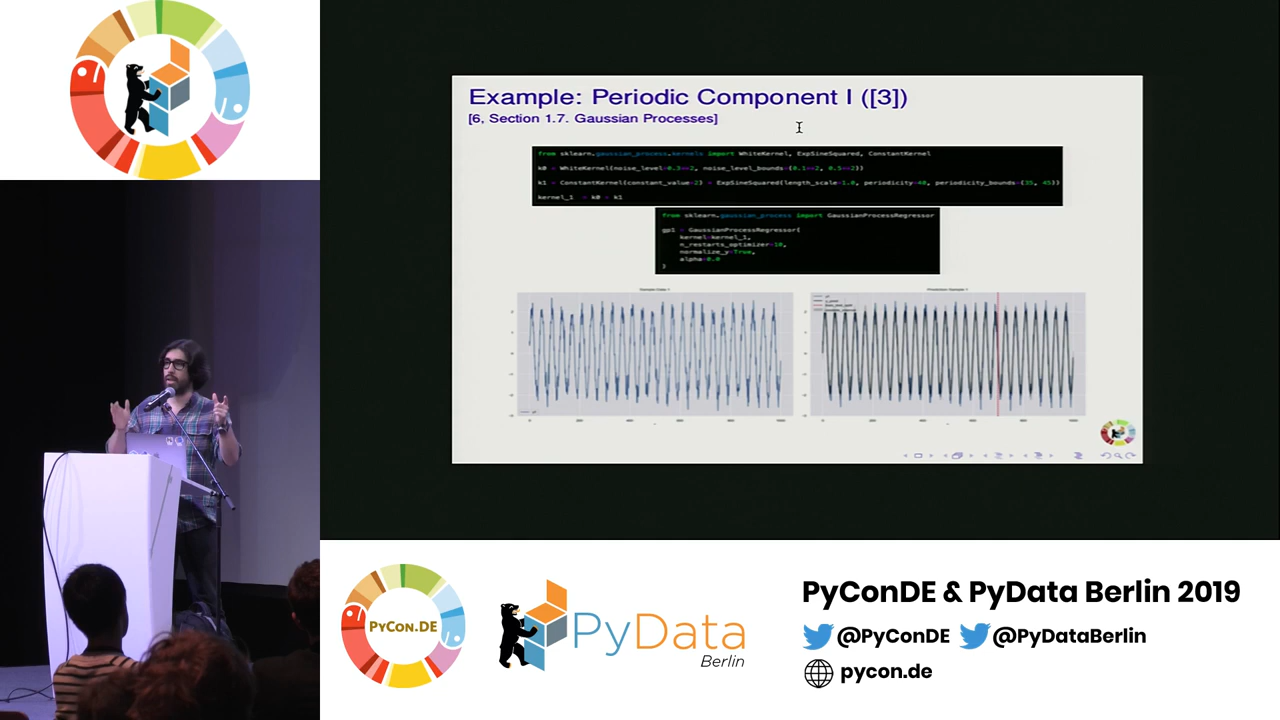 Example: Periodic Component I ([3])
[6, Section 1.7. Gaussian Processes]
from sklearn.gaussian_process.kernels import WhiteKernel, ExpSineSquared, ConstantKernel
k0 = WhiteKernel(noise_level=0.3**2, noise_level_bounds=(0.1**2, 0.5**2))
k1 = ConstantKernel(constant_value=2) * ExpSineSquared(length_scale=1.0, periodicity=40, periodicity_bounds=(35, 45))
kernel_1 = k0 + k1
from sklearn.gaussian_process import GaussianProcessRegressor
gp1 = GaussianProcessRegressor(
kernel=kernel_1,
n_restarts_optimizer=10,
normalize_y=True,
alpha=0.0
)
PyCon.DE
PyData
Berlin
PyConDE & PyData Berlin 2019
@PyConDE @PyDataBerlin
pycon.de